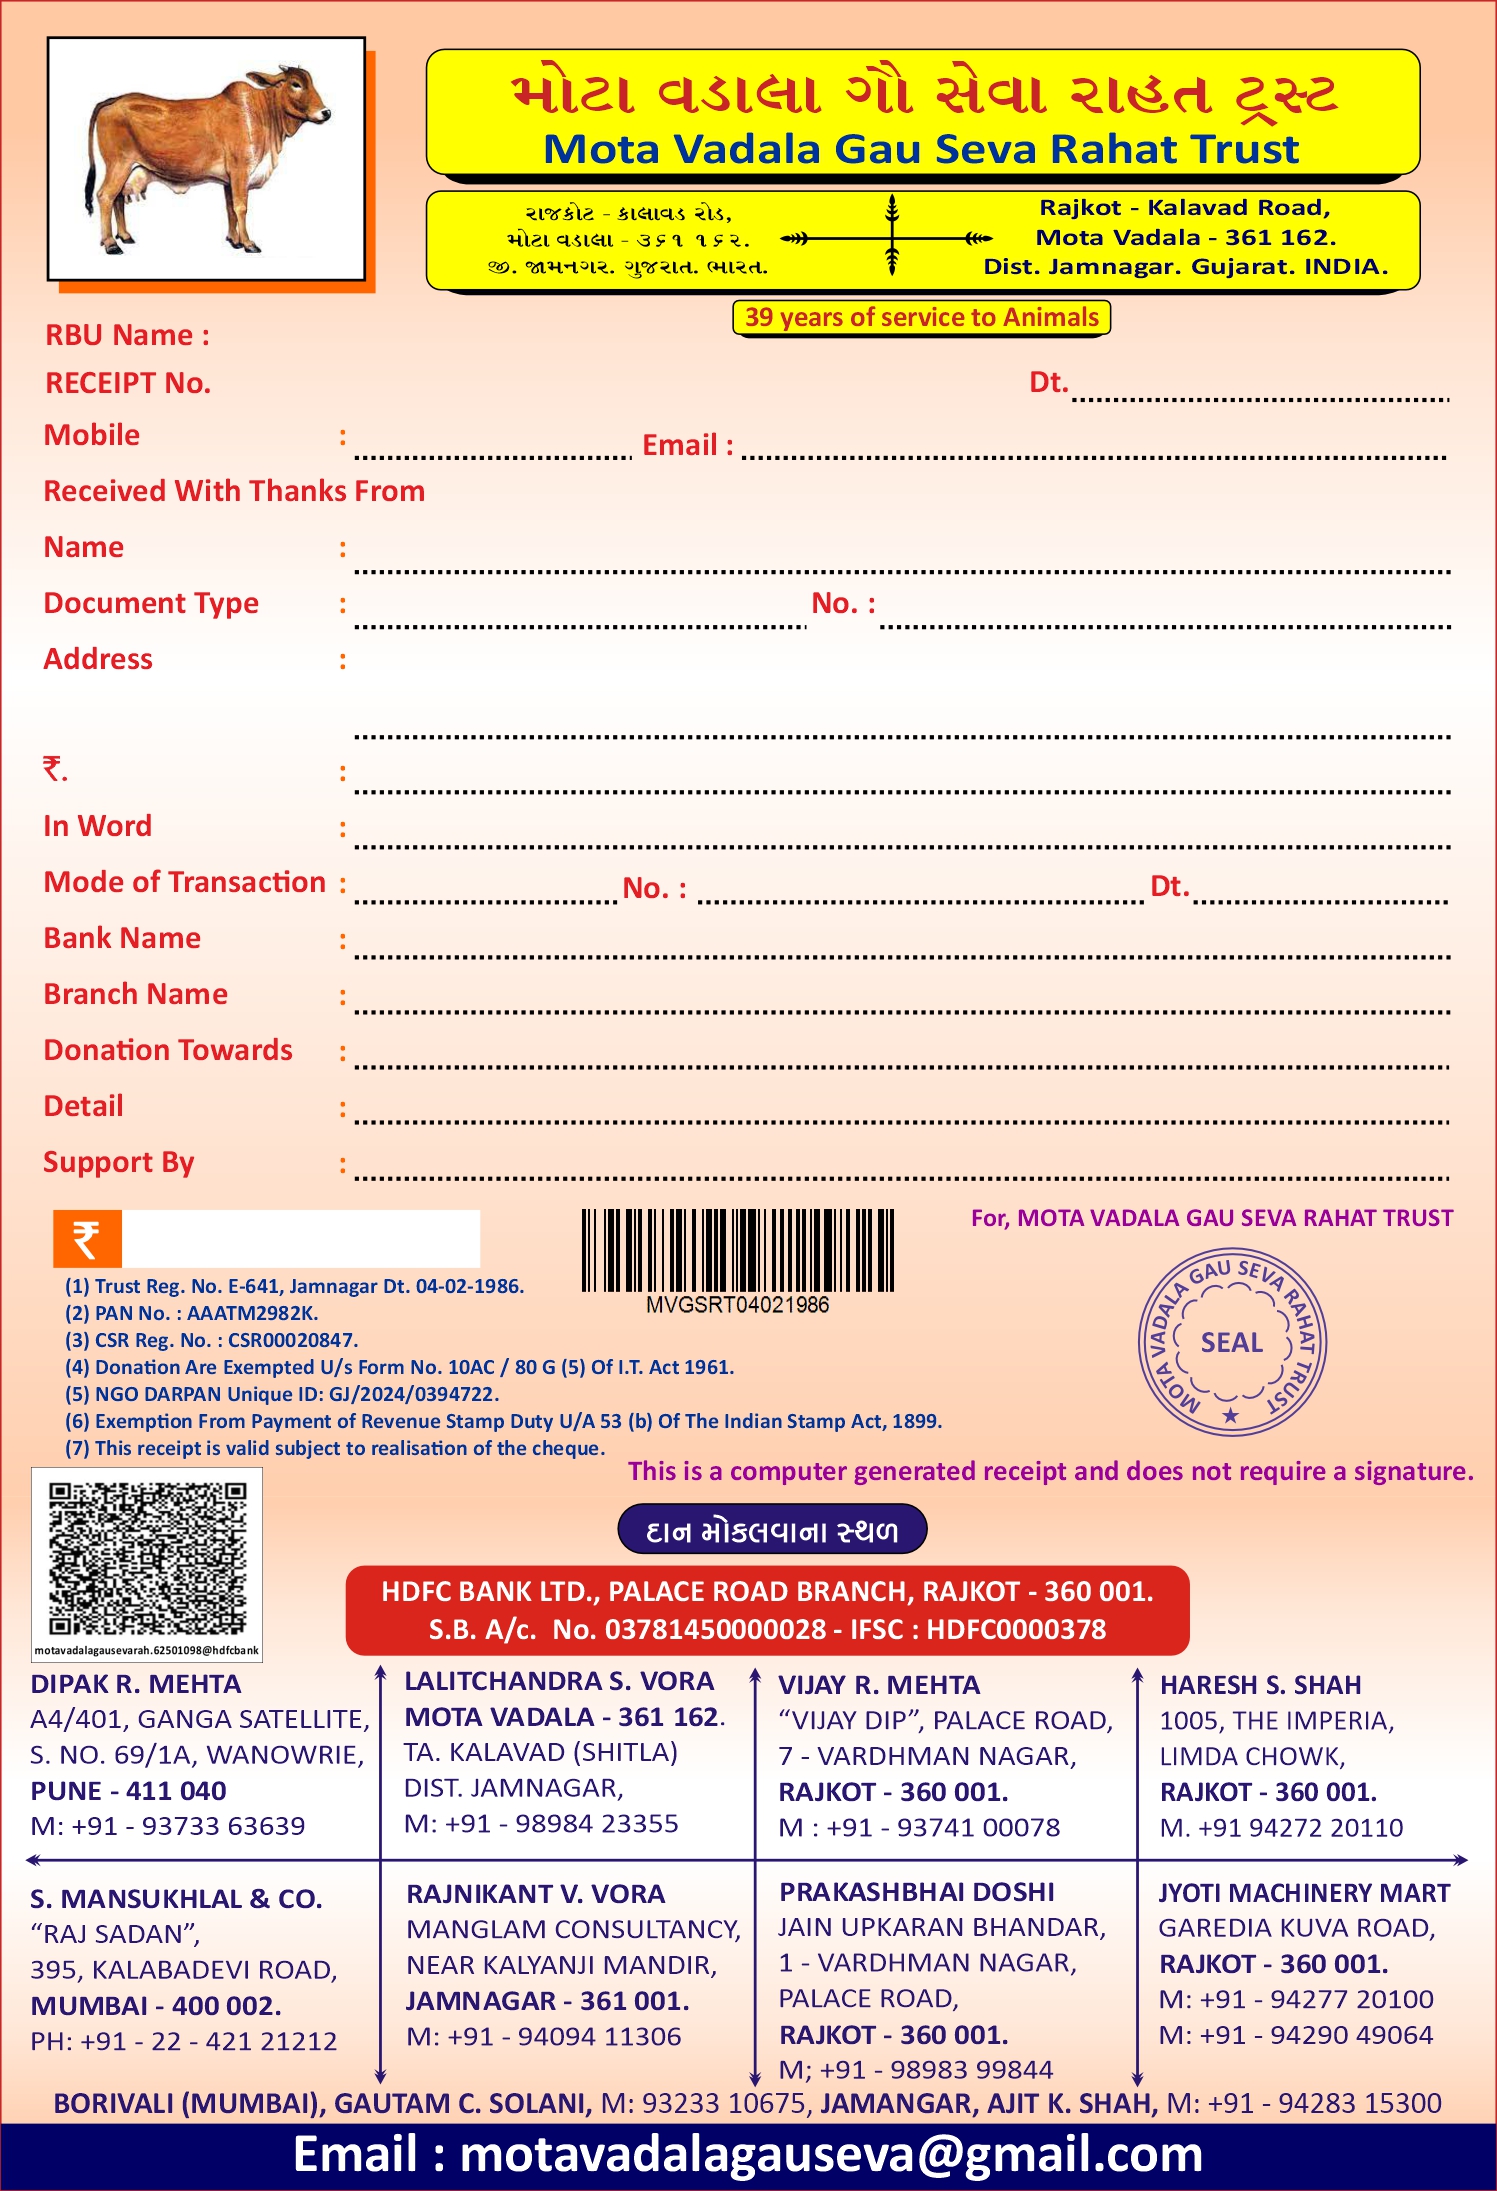 મોટા વડાલા ગૌ સેવા રાહત ટ્રસ્ટ
Mota Vadala Gau Seva Rahat Trust
રાજકોટ - કાલાવડ રોડ,
મોટા વડાલા - ૩૬૧ ૧૬૨.
જી. જામનગર. ગુજરાત. ભારત.
Rajkot - Kalavad Road,
Mota Vadala - 361 162.
Dist. Jamnagar. Gujarat. INDIA.
39 years of service to Animals
RBU Name :
RECEIPT No. Dt.
Mobile : Email :
Received With Thanks From
Name :
Document Type : No. :
Address :
₹. :
In Word :
Mode of Transaction : No. : Dt.
Bank Name :
Branch Name :
Donation Towards :
Detail :
Support By :
₹
MVGSRT04021986
For, MOTA VADALA GAU SEVA RAHAT TRUST
MOTA VADALA GAU SEVA RAHAT TRUST
SEAL
(1) Trust Reg. No. E-641, Jamnagar Dt. 04-02-1986.
(2) PAN No. : AAATM2982K.
(3) CSR Reg. No. : CSR00020847.
(4) Donation Are Exempted U/s Form No. 10AC / 80 G (5) Of I.T. Act 1961.
(5) NGO DARPAN Unique ID: GJ/2024/0394722.
(6) Exemption From Payment of Revenue Stamp Duty U/A 53 (b) Of The Indian Stamp Act, 1899.
(7) This receipt is valid subject to realisation of the cheque.
This is a computer generated receipt and does not require a signature.
motavadalagausevarah.62501098@hdfcbank
દાન મોકલવાના સ્થળ
HDFC BANK LTD., PALACE ROAD BRANCH, RAJKOT - 360 001.
S.B. A/c. No. 03781450000028 - IFSC : HDFC0000378
DIPAK R. MEHTA
A4/401, GANGA SATELLITE,
S. NO. 69/1A, WANOWRIE,
PUNE - 411 040
M: +91 - 93733 63639
LALITCHANDRA S. VORA
MOTA VADALA - 361 162.
TA. KALAVAD (SHITLA)
DIST. JAMNAGAR,
M: +91 - 98984 23355
VIJAY R. MEHTA
“VIJAY DIP”, PALACE ROAD,
7 - VARDHMAN NAGAR,
RAJKOT - 360 001.
M : +91 - 93741 00078
HARESH S. SHAH
1005, THE IMPERIA,
LIMDA CHOWK,
RAJKOT - 360 001.
M. +91 94272 20110
S. MANSUKHLAL & CO.
“RAJ SADAN”,
395, KALABADEVI ROAD,
MUMBAI - 400 002.
PH: +91 - 22 - 421 21212
RAJNIKANT V. VORA
MANGLAM CONSULTANCY,
NEAR KALYANJI MANDIR,
JAMNAGAR - 361 001.
M: +91 - 94094 11306
PRAKASHBHAI DOSHI
JAIN UPKARAN BHANDAR,
1 - VARDHMAN NAGAR,
PALACE ROAD,
RAJKOT - 360 001.
M; +91 - 98983 99844
JYOTI MACHINERY MART
GAREDIA KUVA ROAD,
RAJKOT - 360 001.
M: +91 - 94277 20100
M: +91 - 94290 49064
BORIVALI (MUMBAI), GAUTAM C. SOLANI, M: 93233 10675, JAMANGAR, AJIT K. SHAH, M: +91 - 94283 15300
Email : motavadalagauseva@gmail.com